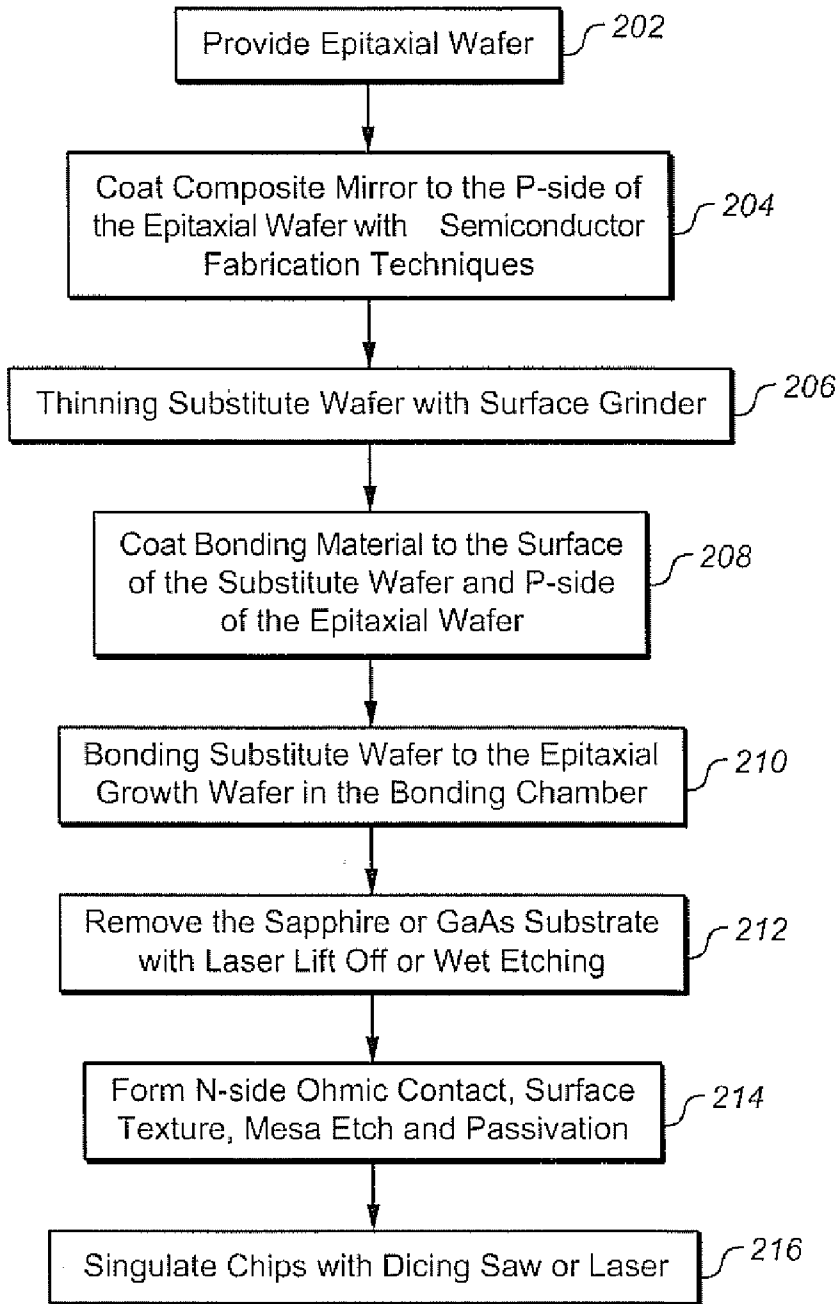 Provide Epitaxial Wafer
202
Coat Composite Mirror to the P-side of
the Epitaxial Wafer with Semiconductor
Fabrication Techniques
204
Thinning Substitute Wafer with Surface Grinder
206
Coat Bonding Material to the Surface
of the Substitute Wafer and P-side
of the Epitaxial Wafer
208
Bonding Substitute Wafer to the Epitaxial
Growth Wafer in the Bonding Chamber
210
Remove the Sapphire or GaAs Substrate
with Laser Lift Off or Wet Etching
212
Form N-side Ohmic Contact, Surface
Texture, Mesa Etch and Passivation
214
Singulate Chips with Dicing Saw or Laser
216